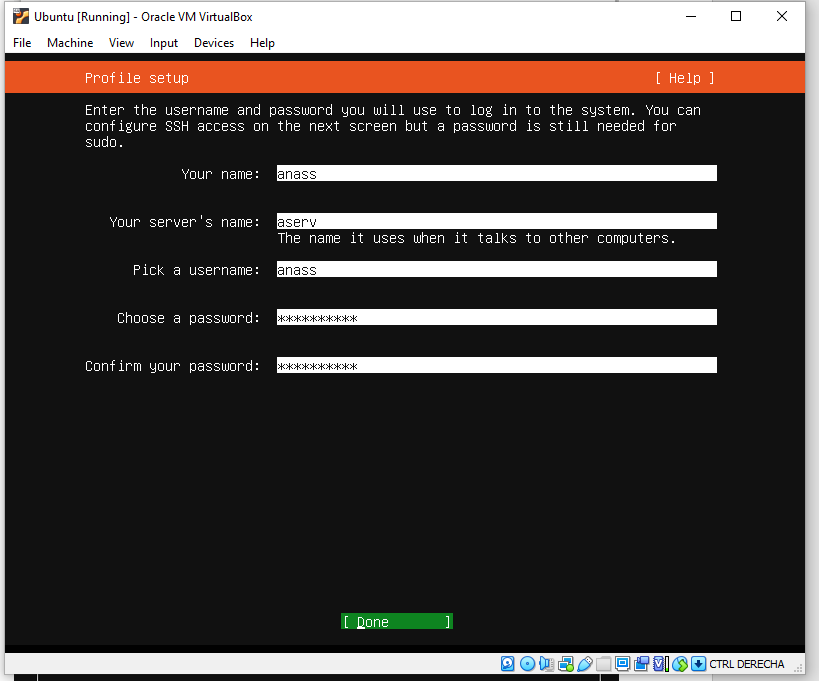 Ubuntu [Running] - Oracle VM VirtualBox
File Machine View Input Devices Help
Profile setup [ Help ]
Enter the username and password you will use to log in to the system. You can
configure SSH access on the next screen but a password is still needed for
sudo.
Your name: anass
Your server's name: aserv
The name it uses when it talks to other computers.
Pick a username: anass
Choose a password: **********
Confirm your password: **********
[ Done ]
CTRL DERECHA